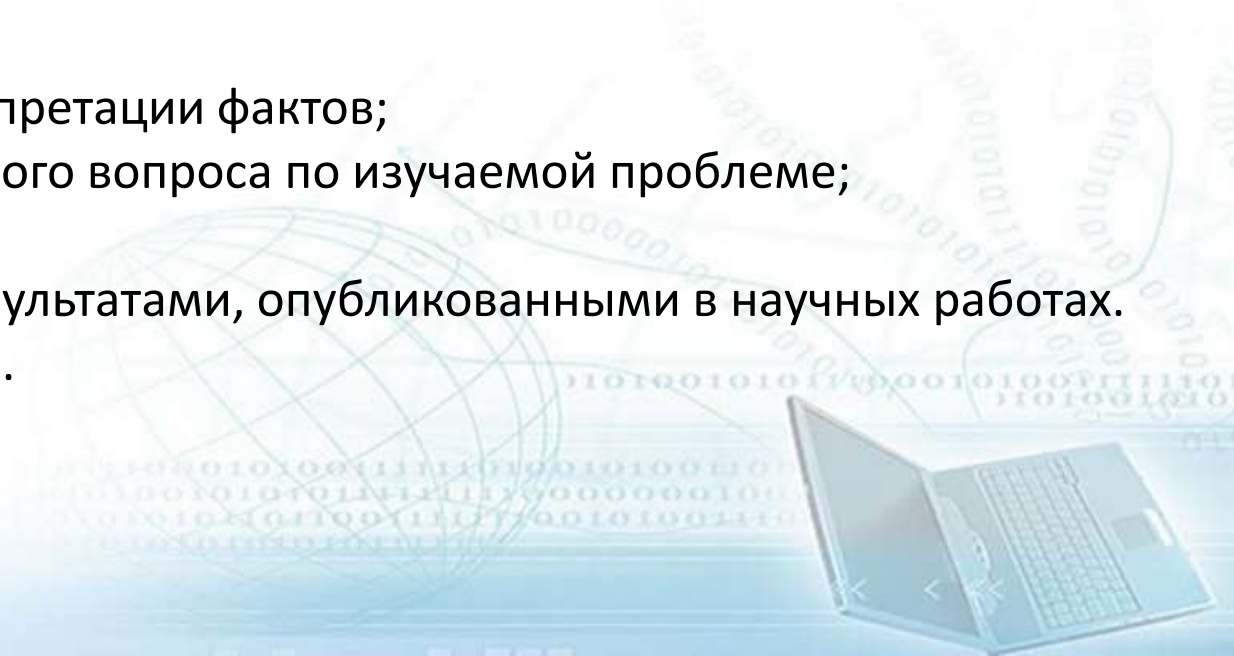 претации фактов;
ого вопроса по изучаемой проблеме;
ультатами, опубликованными в научных работах.
.